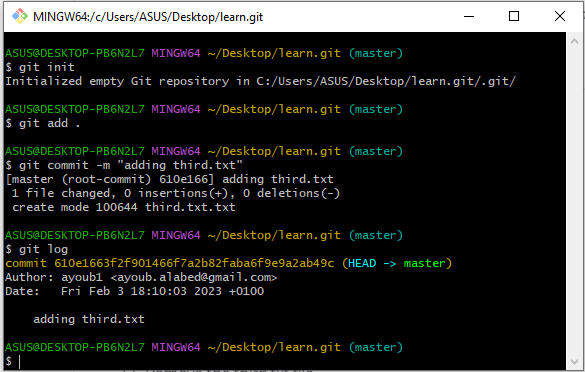 MINGW64:/c/Users/ASUS/Desktop/learn.git
ASUS@DESKTOP-PB6N2L7 MINGW64 ~/Desktop/learn.git (master)
$ git init
Initialized empty Git repository in C:/Users/ASUS/Desktop/learn.git/.git/
ASUS@DESKTOP-PB6N2L7 MINGW64 ~/Desktop/learn.git (master)
$ git add .
ASUS@DESKTOP-PB6N2L7 MINGW64 ~/Desktop/learn.git (master)
$ git commit -m "adding third.txt"
[master (root-commit) 610e166] adding third.txt
 1 file changed, 0 insertions(+), 0 deletions(-)
 create mode 100644 third.txt.txt
ASUS@DESKTOP-PB6N2L7 MINGW64 ~/Desktop/learn.git (master)
$ git log
commit 610e1663f2f901466f7a2b82faba6f9e9a2ab49c (HEAD -> master)
Author: ayoub1 <ayoub.alabed@gmail.com>
Date:   Fri Feb 3 18:10:03 2023 +0100
    adding third.txt
ASUS@DESKTOP-PB6N2L7 MINGW64 ~/Desktop/learn.git (master)
$